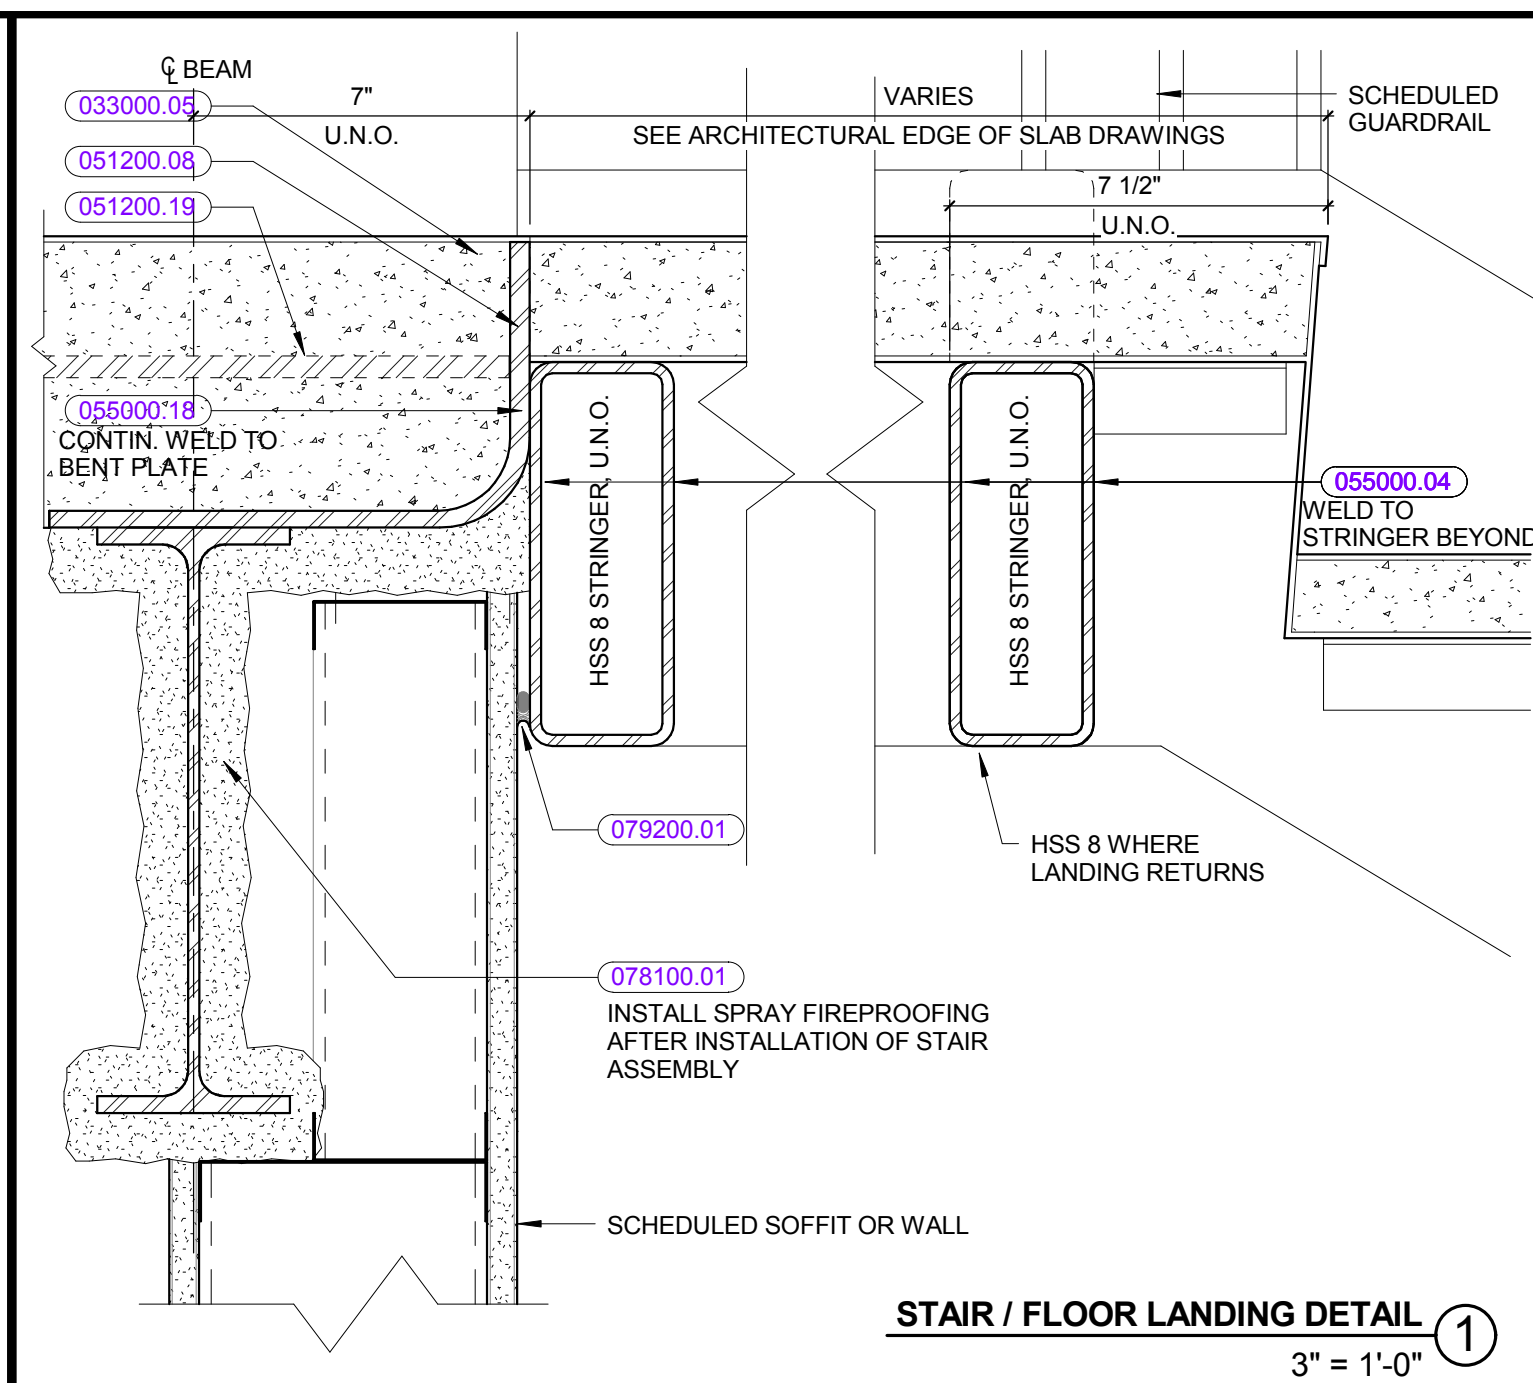 ℄ BEAM
033000.05
7"
U.N.O.
VARIES
SEE ARCHITECTURAL EDGE OF SLAB DRAWINGS
SCHEDULED
GUARDRAIL
051200.08
051200.19
7 1/2"
U.N.O.
055000.18
CONTIN. WELD TO
BENT PLATE
HSS 8 STRINGER, U.N.O.
HSS 8 STRINGER, U.N.O.
055000.04
WELD TO
STRINGER BEYOND
079200.01
HSS 8 WHERE
LANDING RETURNS
078100.01
INSTALL SPRAY FIREPROOFING
AFTER INSTALLATION OF STAIR
ASSEMBLY
SCHEDULED SOFFIT OR WALL
STAIR / FLOOR LANDING DETAIL
1
3" = 1'-0"